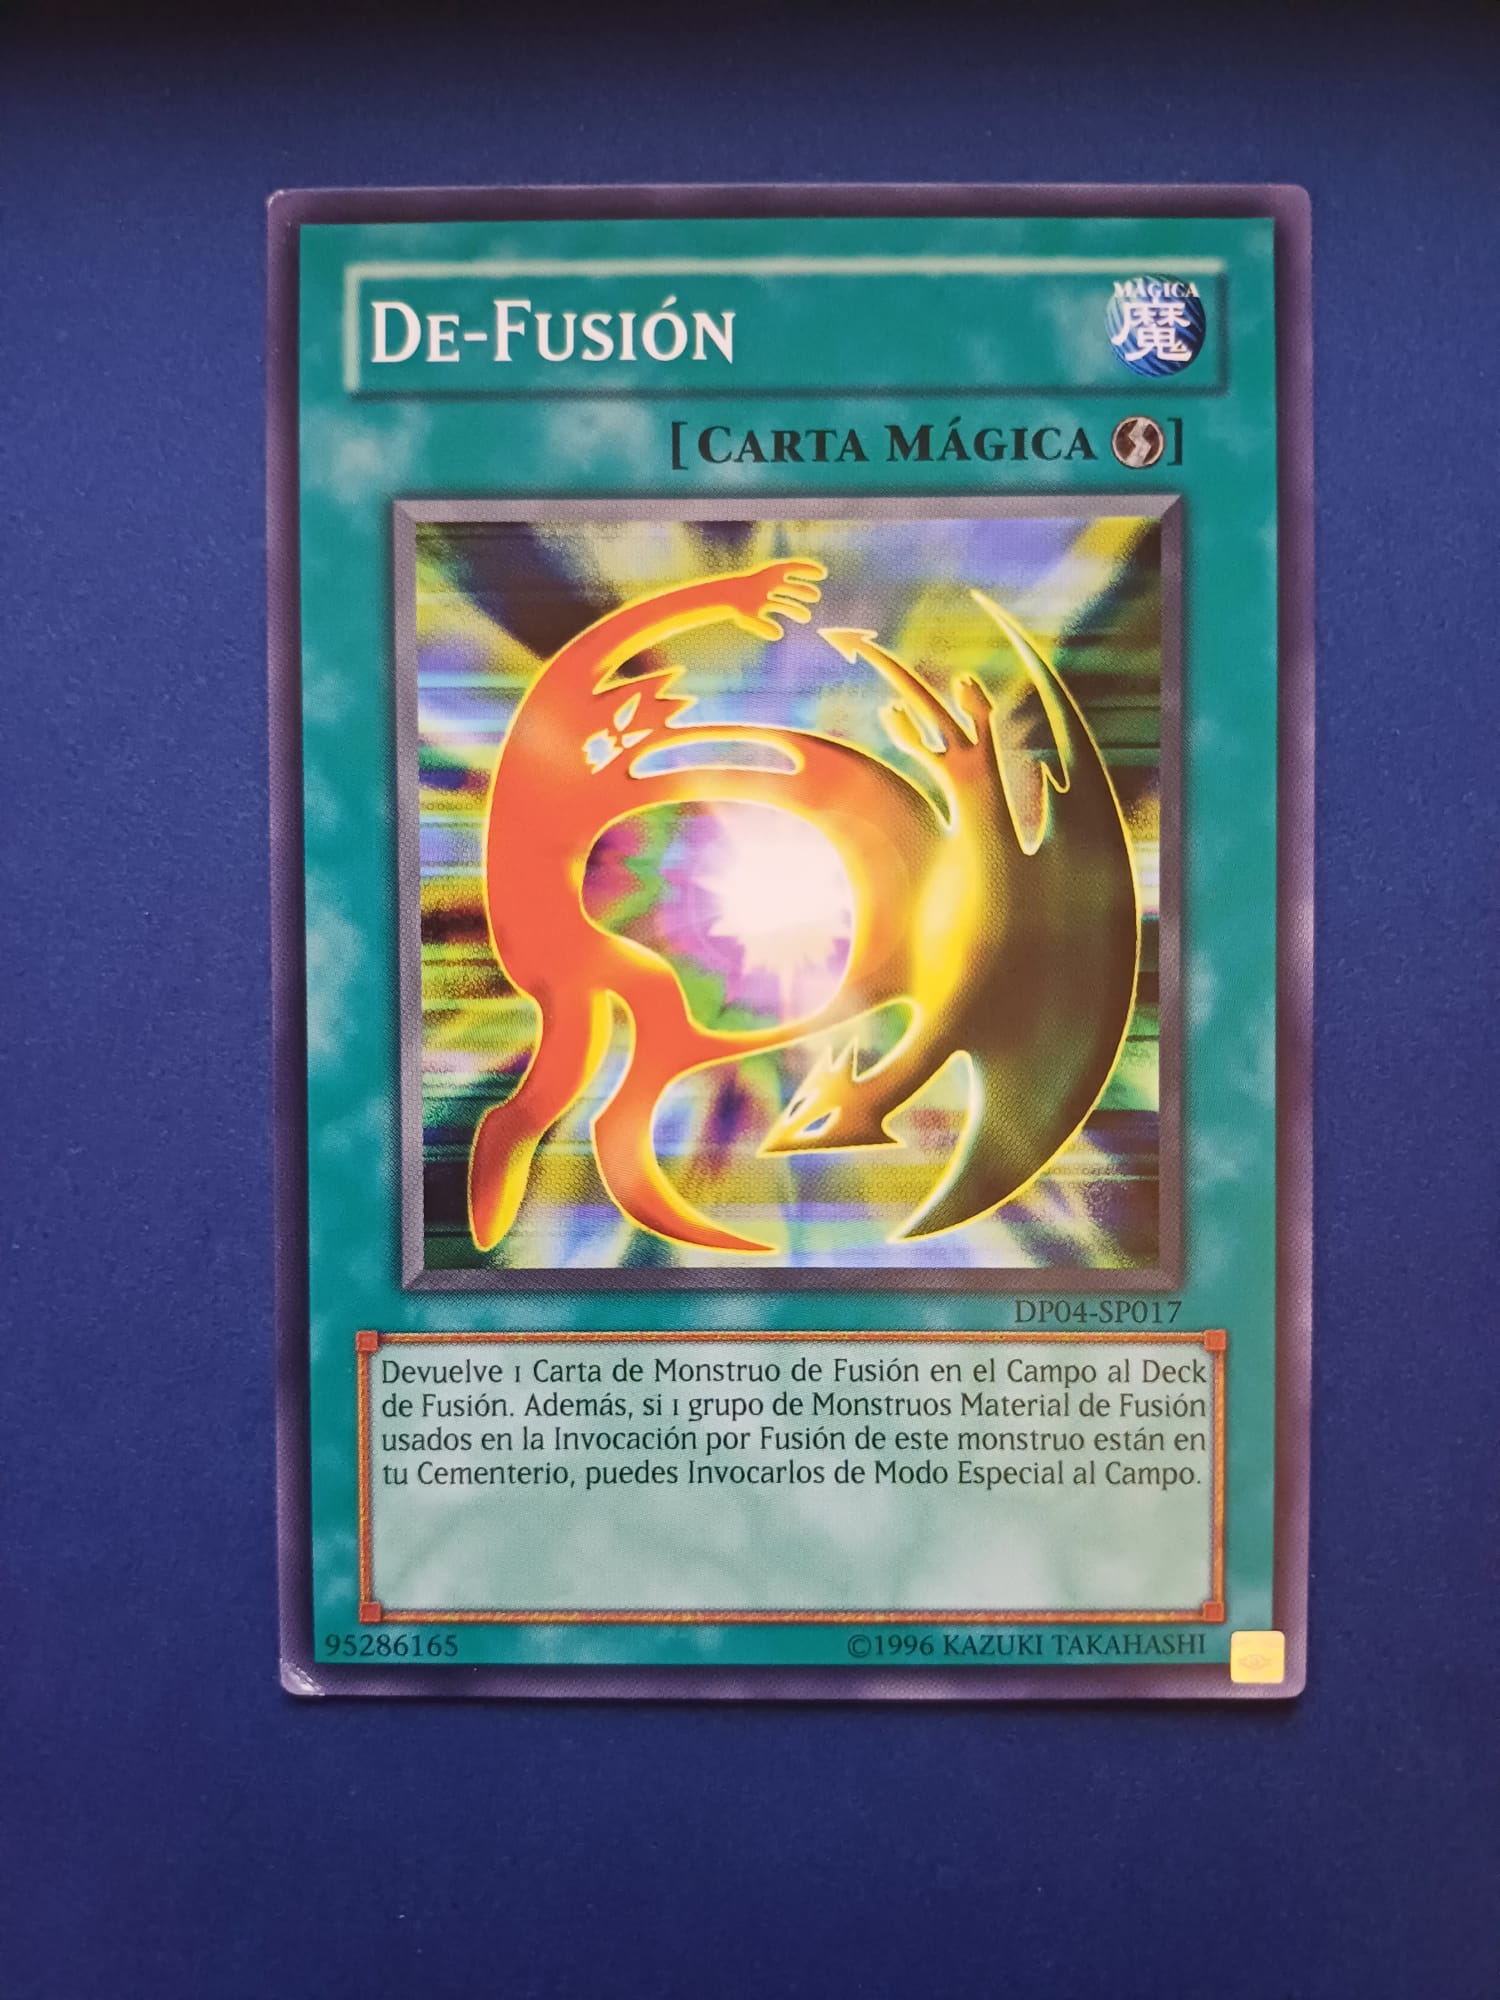 De-Fusión
MÁGICA
魔
[Carta Mágica]
DP04-SP017
Devuelve 1 Carta de Monstruo de Fusión en el Campo al Deck
de Fusión. Además, si 1 grupo de Monstruos Material de Fusión
usados en la Invocación por Fusión de este monstruo están en
tu Cementerio, puedes Invocarlos de Modo Especial al Campo.
95286165
©1996 KAZUKI TAKAHASHI